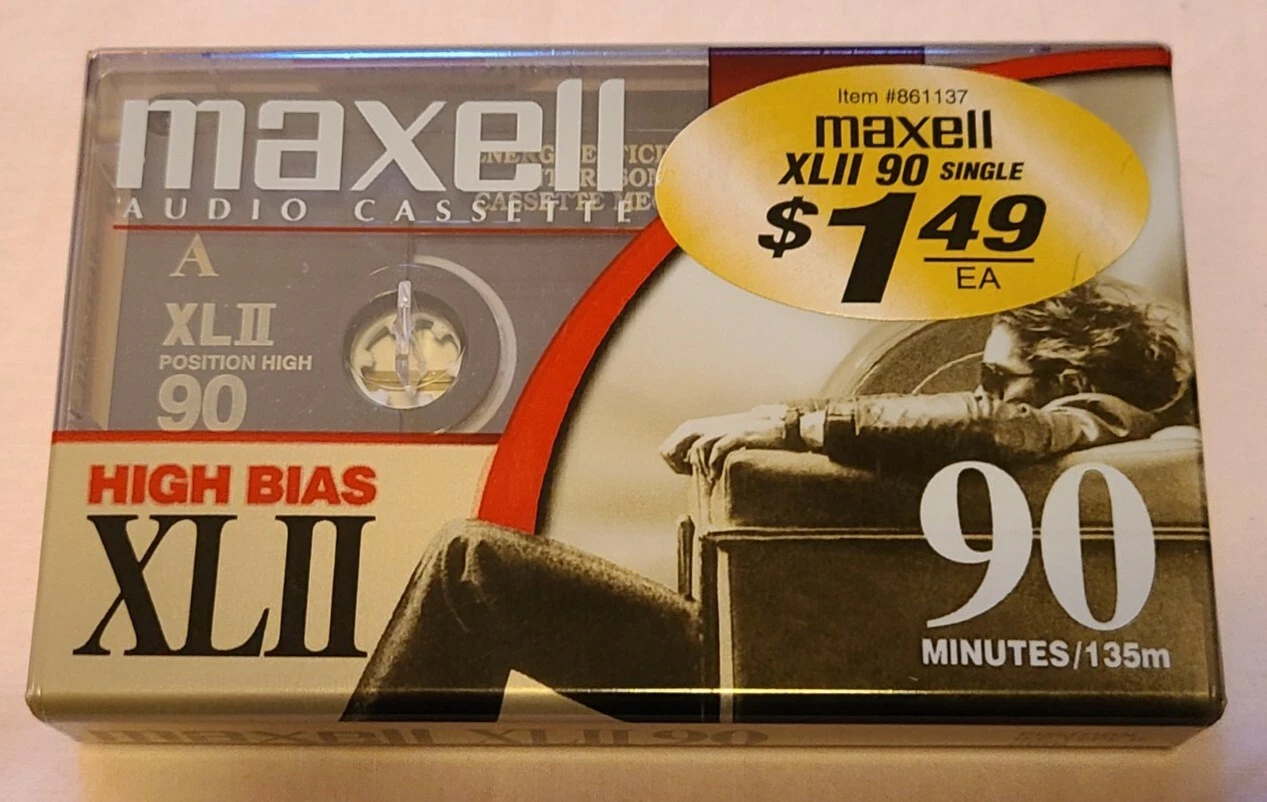 maxell
AUDIO CASSETTE
A
XLII
POSITION HIGH
90
HIGH BIAS
XLII
Item #861137
maxell
XLII 90 SINGLE
$1 49
EA
90
MINUTES/135m
maxell XLII 90